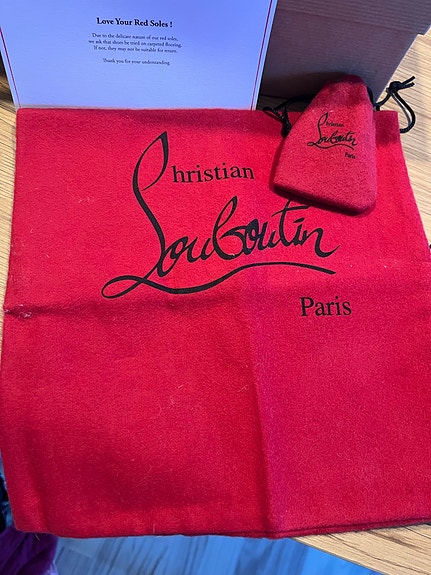 Love Your Red Soles !
Due to the delicate nature of our red soles,
we ask that shoes be tried on carpeted flooring.
If not, they may not be suitable for return.
Thank you for your understanding.
Christian
Louboutin
Paris
Christian
Louboutin
Paris